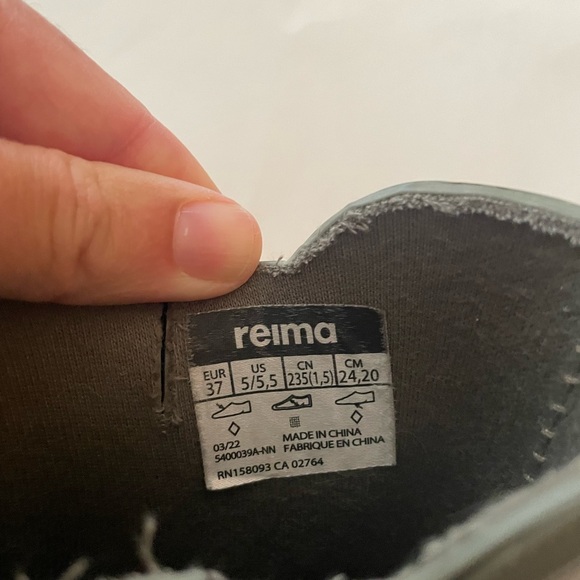 reima
EUR US CN CM
37 5/5,5 235(1,5) 24,20
03/22 MADE IN CHINA
5400039A-NN FABRIQUE EN CHINA
RN158093 CA 02764